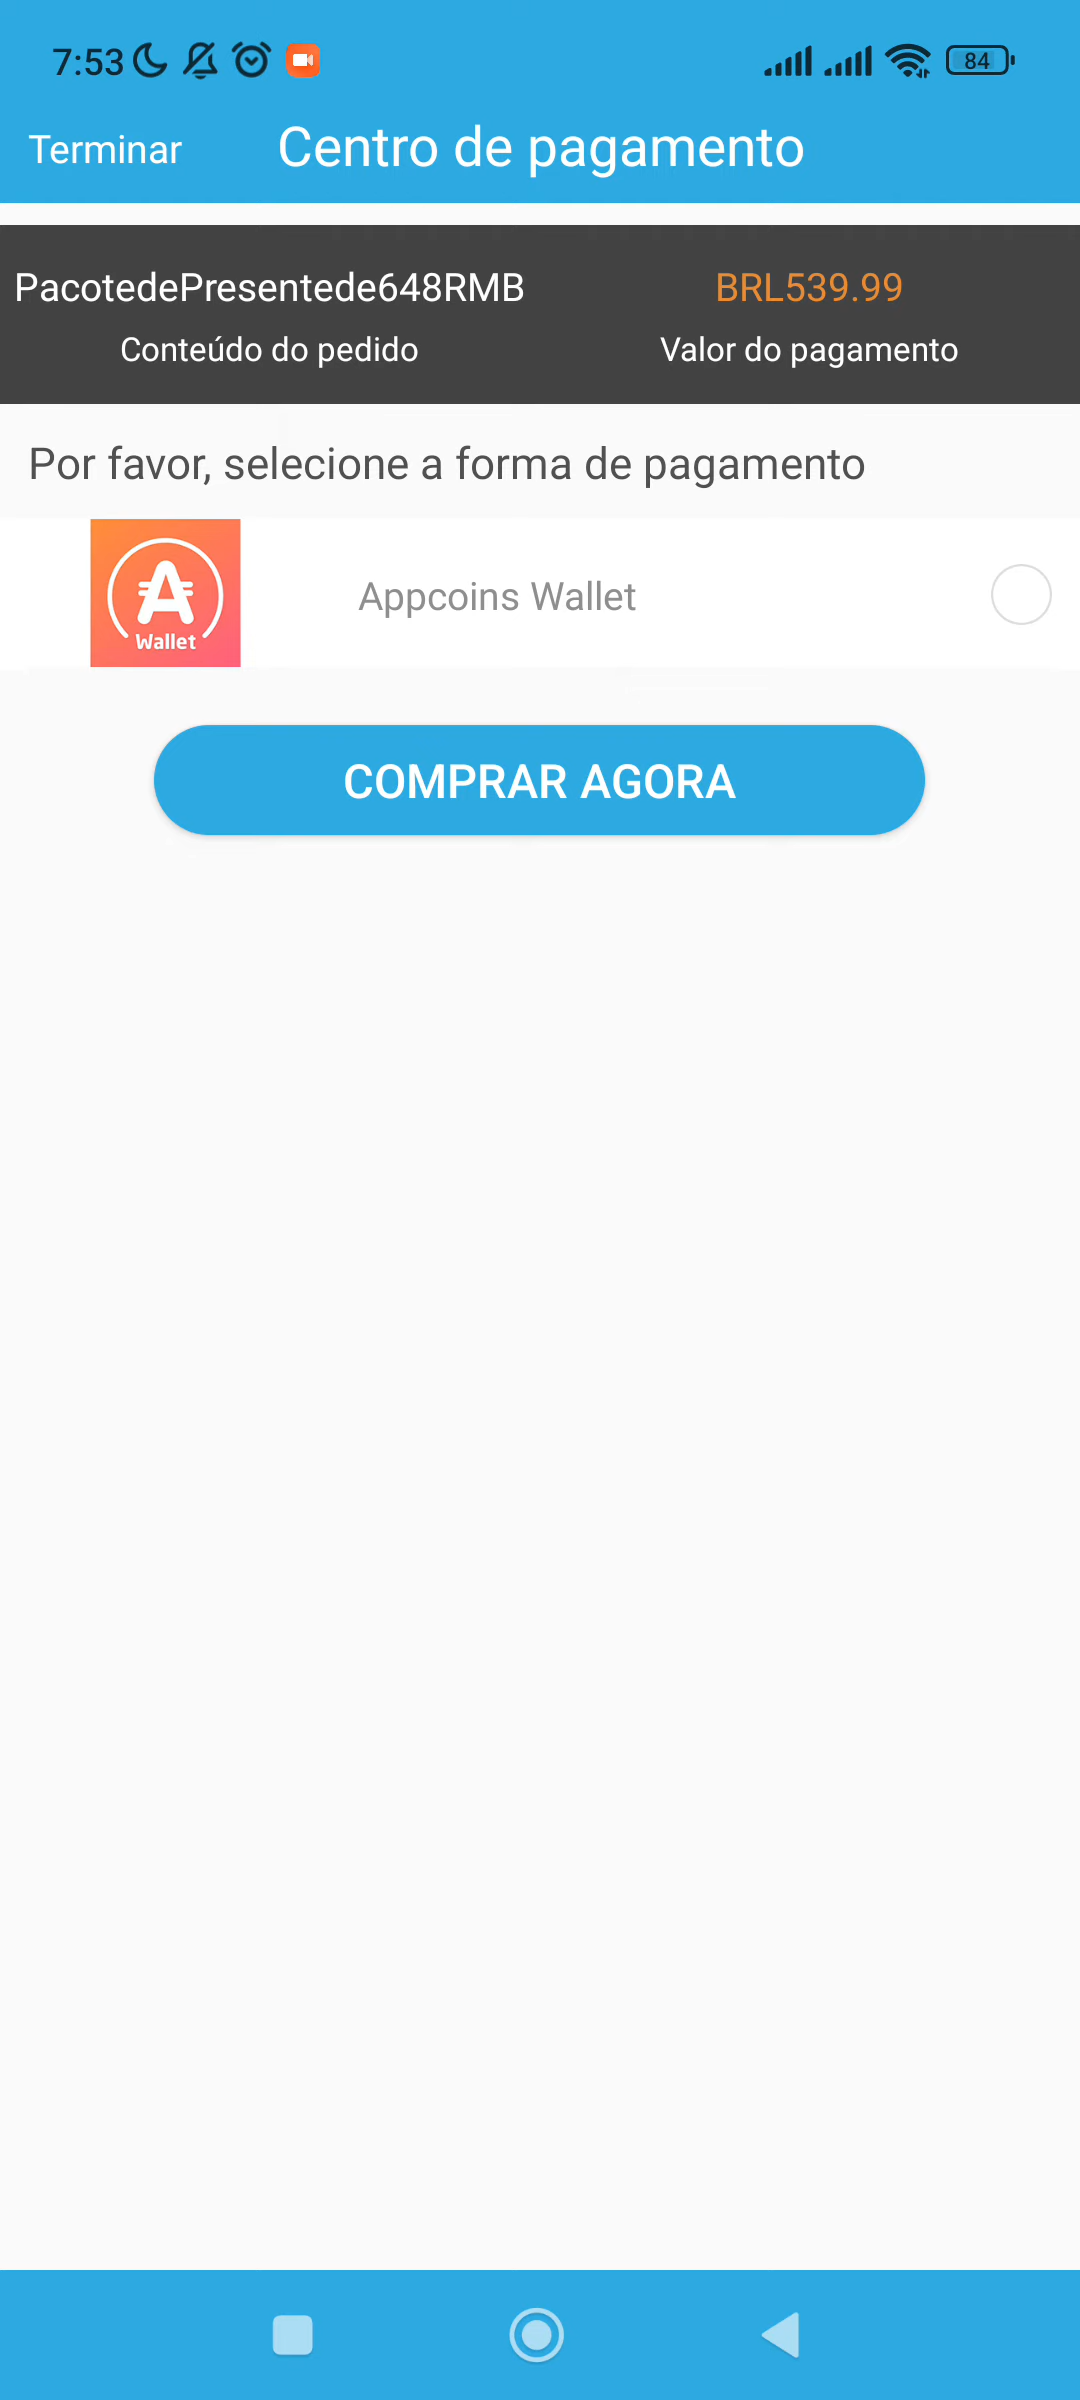 7:53
84
Terminar
Centro de pagamento
PacotedePresentede648RMB
BRL539.99
Conteúdo do pedido
Valor do pagamento
Por favor, selecione a forma de pagamento
Wallet
Appcoins Wallet
COMPRAR AGORA